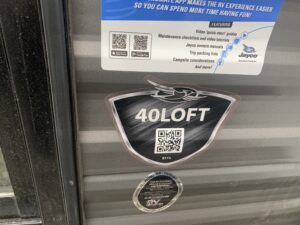 APP MAKES THE RV EXPERIENCE EASIER
SO YOU CAN SPEND MORE TIME HAVING FUN!
FEATURING
Video 'quick start' guides
Maintenance checklists and video tutorials
Jayco owners manuals
Trip packing lists
Campsite considerations
And more!
Jayco
40LOFT